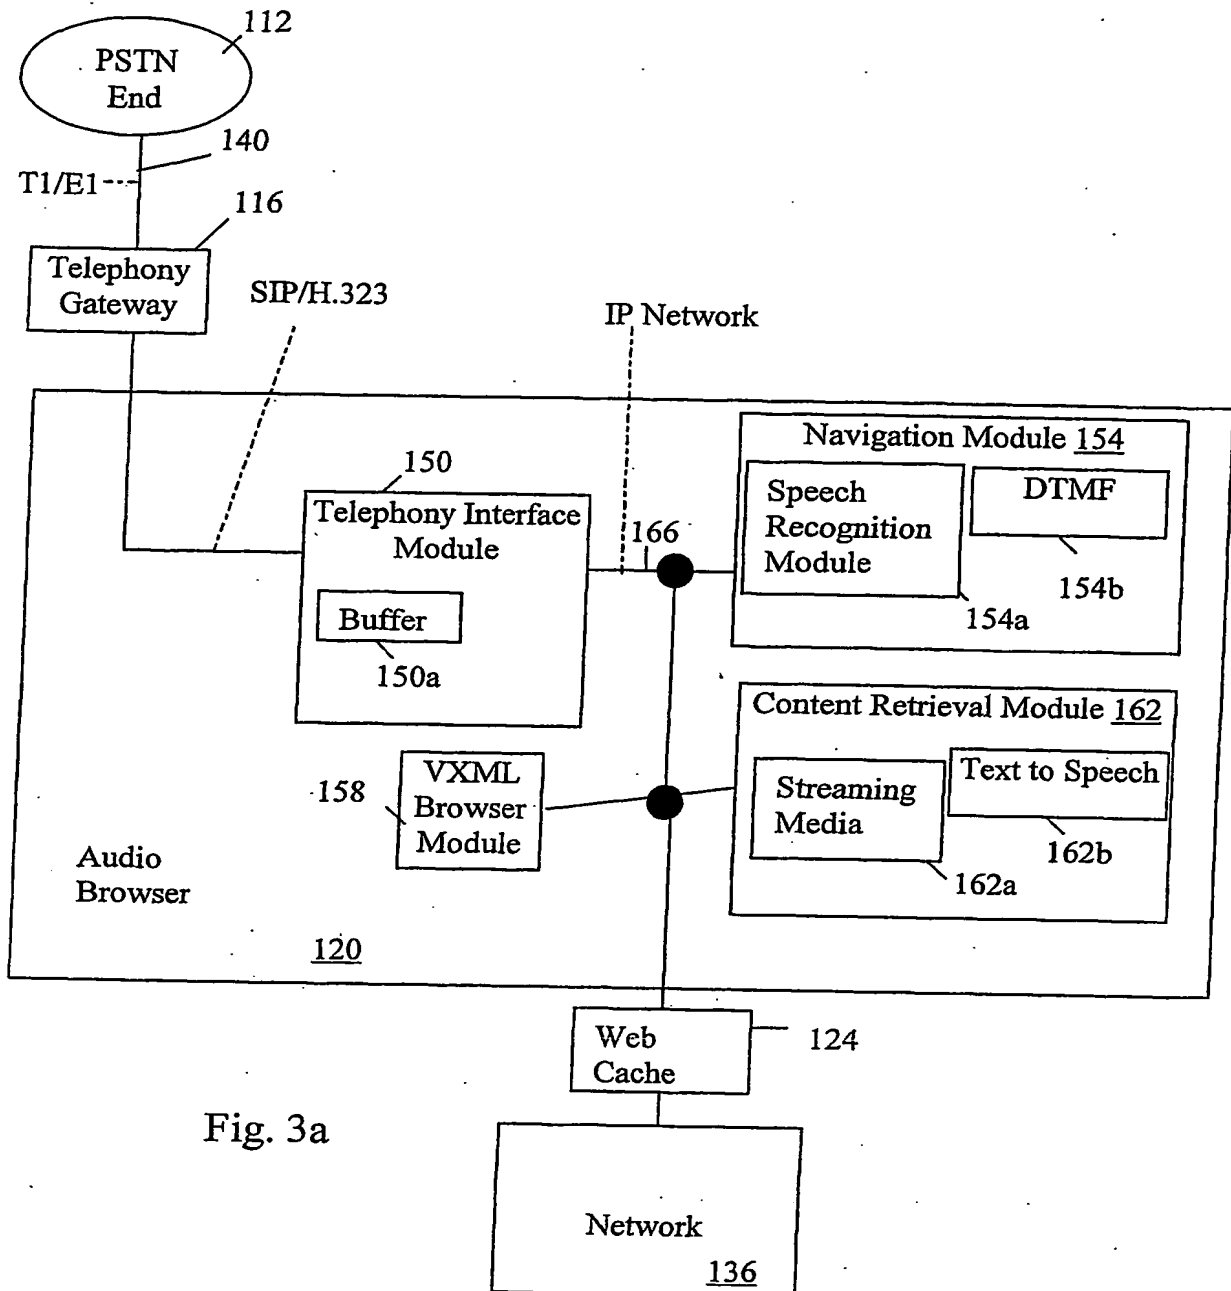 112
PSTN
End
140
T1/E1
116
Telephony
Gateway
SIP/H.323
IP Network
Navigation Module 154
150
Telephony Interface
Module
166
Speech
Recognition
Module
DTMF
154b
154a
Buffer
150a
Content Retrieval Module 162
VXML
Browser
Module
158
Streaming
Media
Text to Speech
162b
162a
Audio
Browser
120
Web
Cache
124
Fig. 3a
Network
136